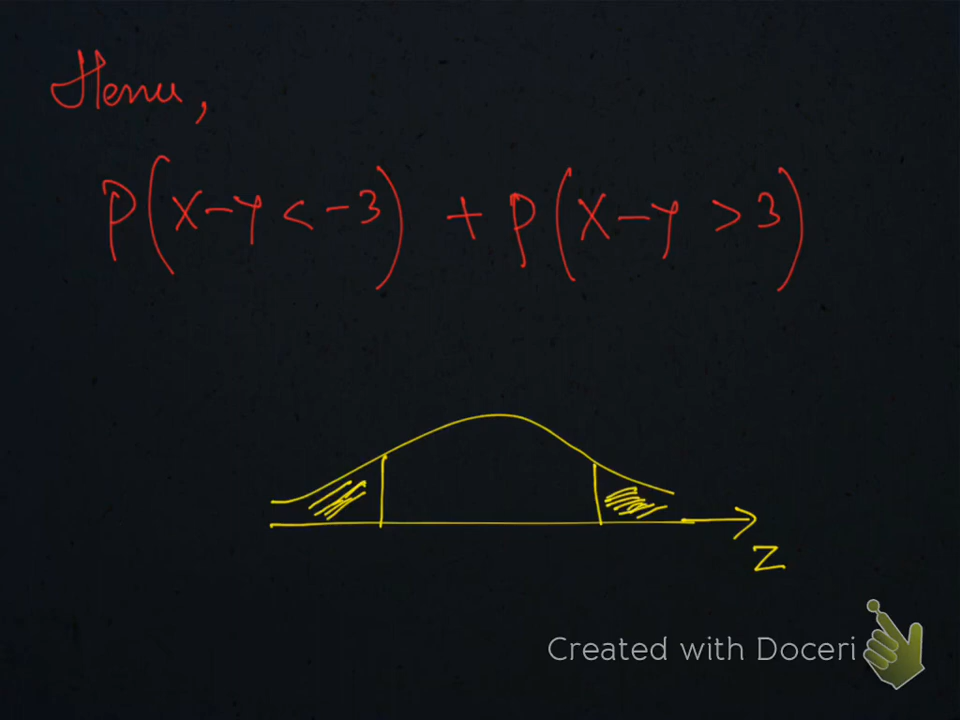 Hence,
P(X-Y < -3) + P(X-Y > 3)
Z
Created with Doceri